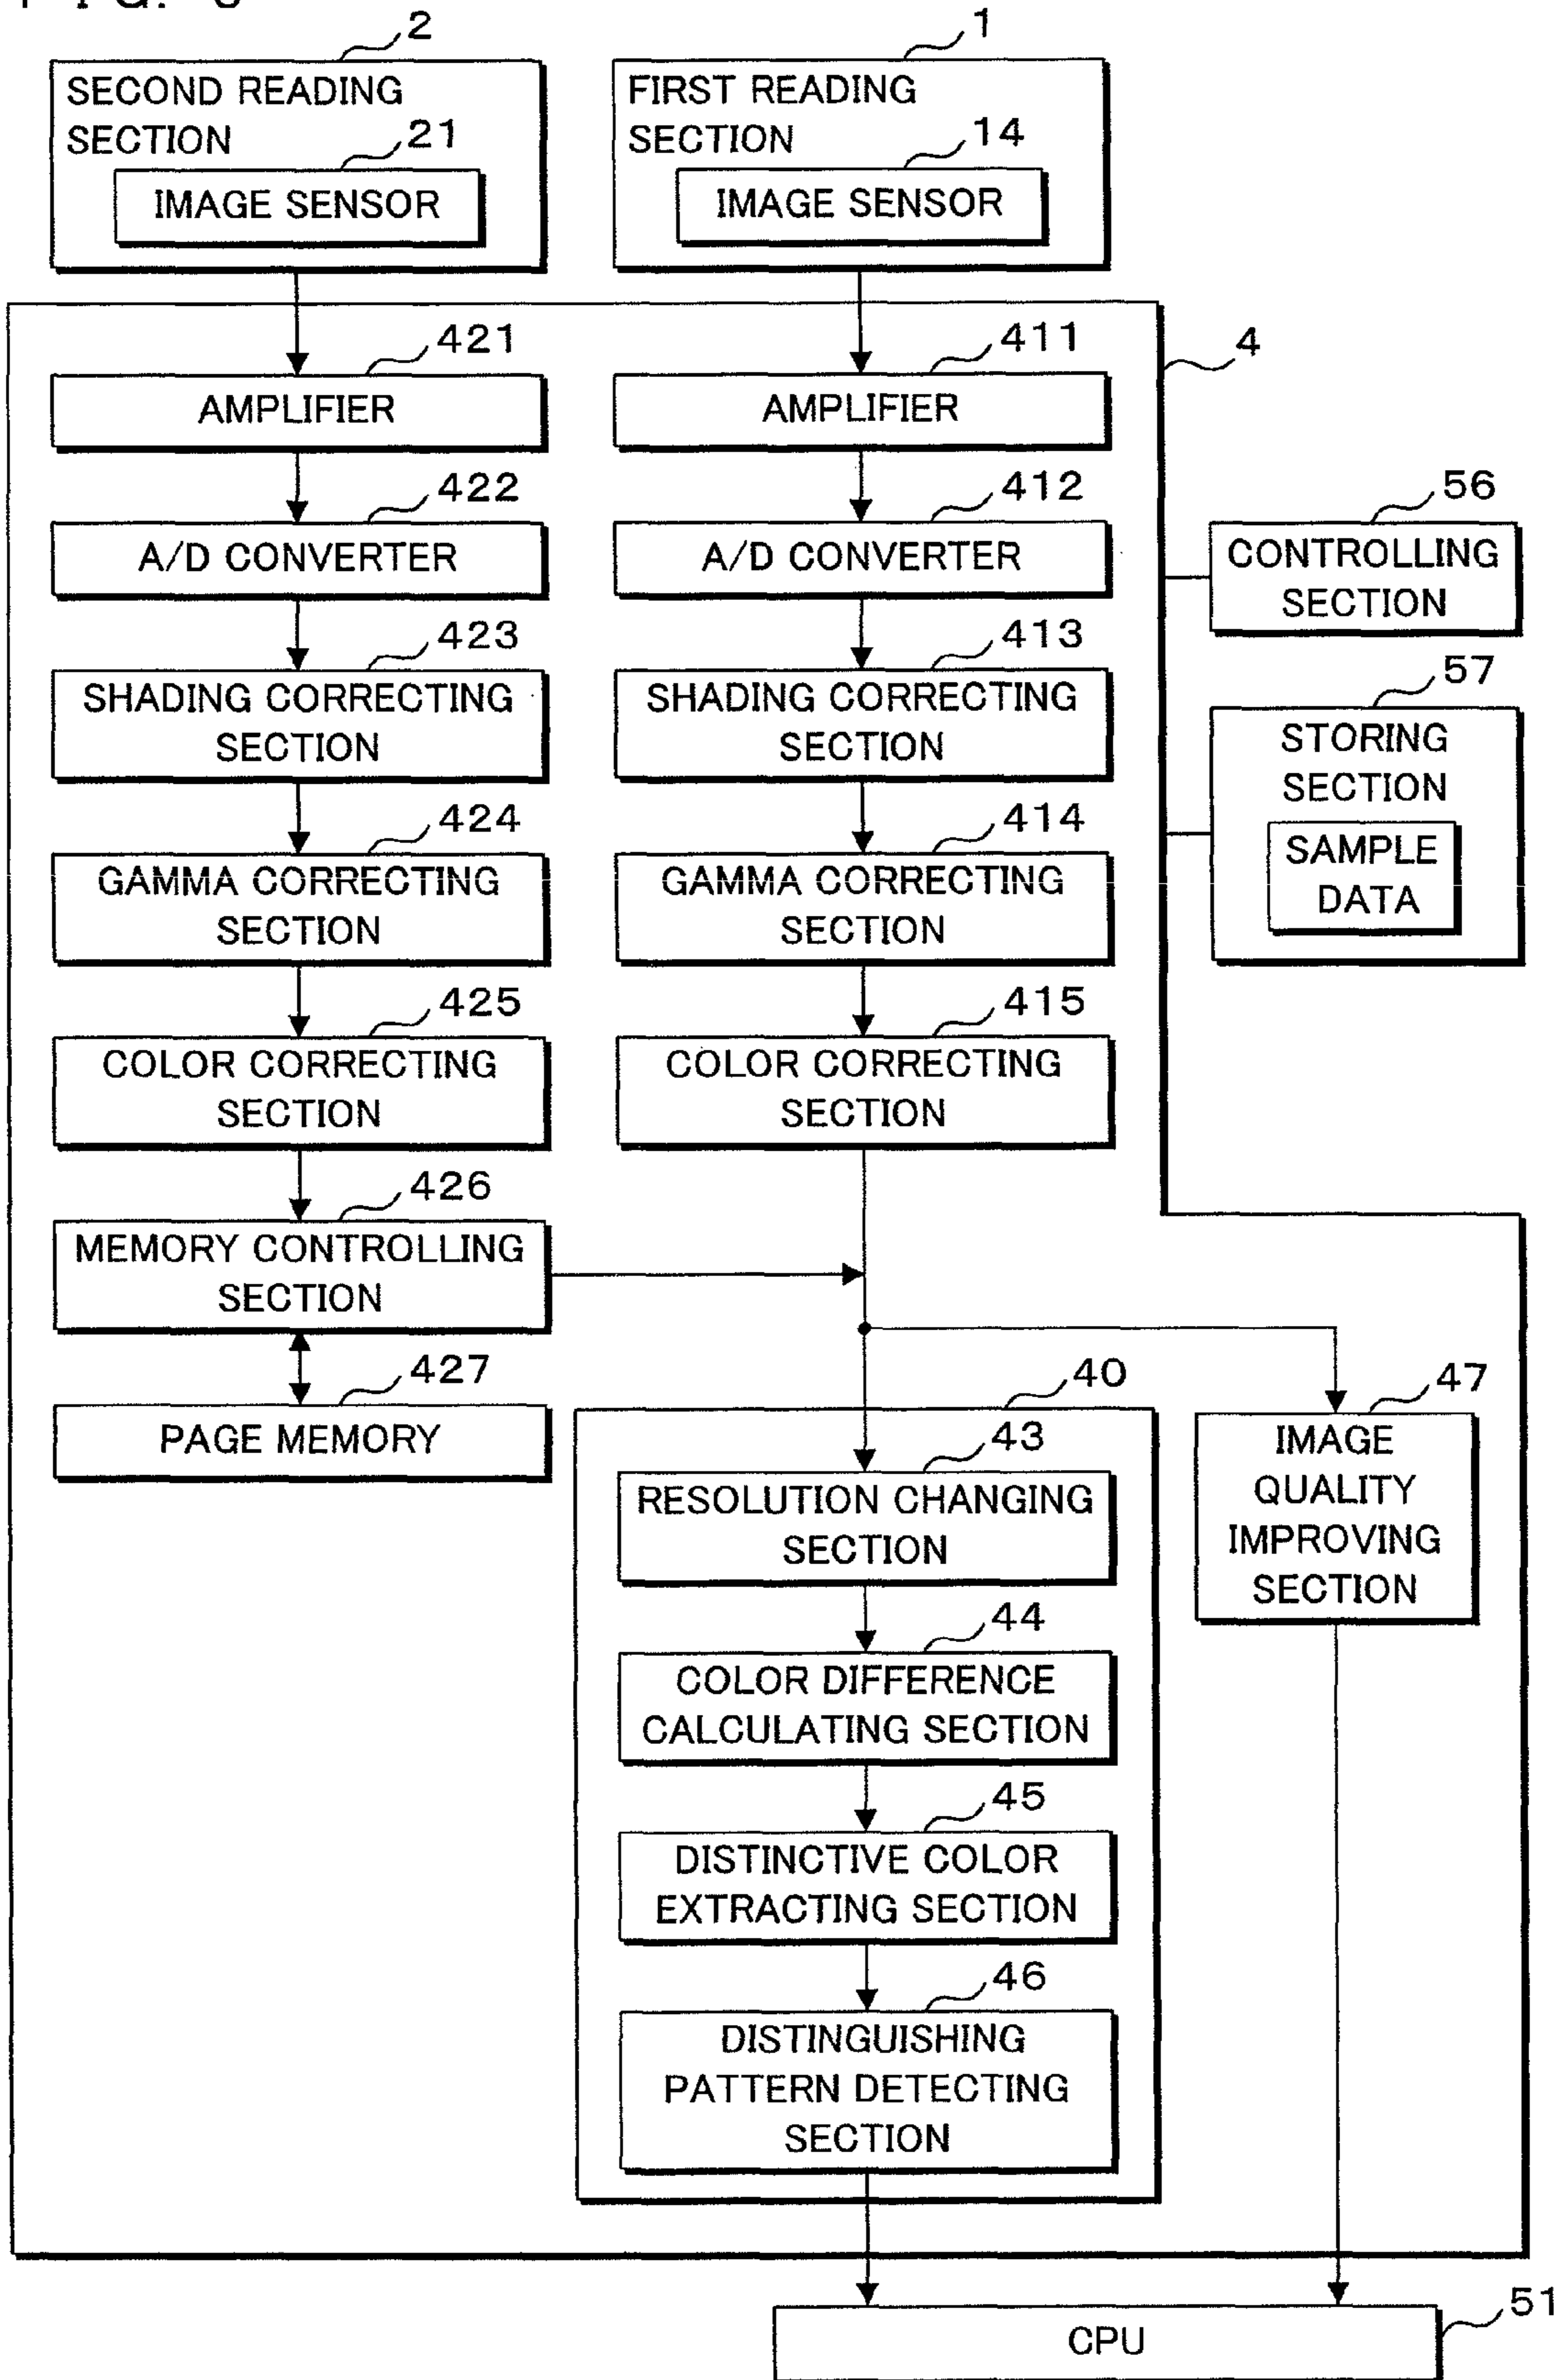 2
1
SECOND READING
SECTION
21
IMAGE SENSOR
FIRST READING
SECTION
14
IMAGE SENSOR
421
411
4
AMPLIFIER
AMPLIFIER
422
412
56
A/D CONVERTER
A/D CONVERTER
CONTROLLING
SECTION
423
413
57
SHADING CORRECTING
SECTION
SHADING CORRECTING
SECTION
STORING
SECTION
SAMPLE
DATA
424
414
GAMMA CORRECTING
SECTION
GAMMA CORRECTING
SECTION
425
415
COLOR CORRECTING
SECTION
COLOR CORRECTING
SECTION
426
MEMORY CONTROLLING
SECTION
427
PAGE MEMORY
40
47
43
RESOLUTION CHANGING
SECTION
IMAGE
QUALITY
IMPROVING
SECTION
44
COLOR DIFFERENCE
CALCULATING SECTION
45
DISTINCTIVE COLOR
EXTRACTING SECTION
46
DISTINGUISHING
PATTERN DETECTING
SECTION
51
CPU